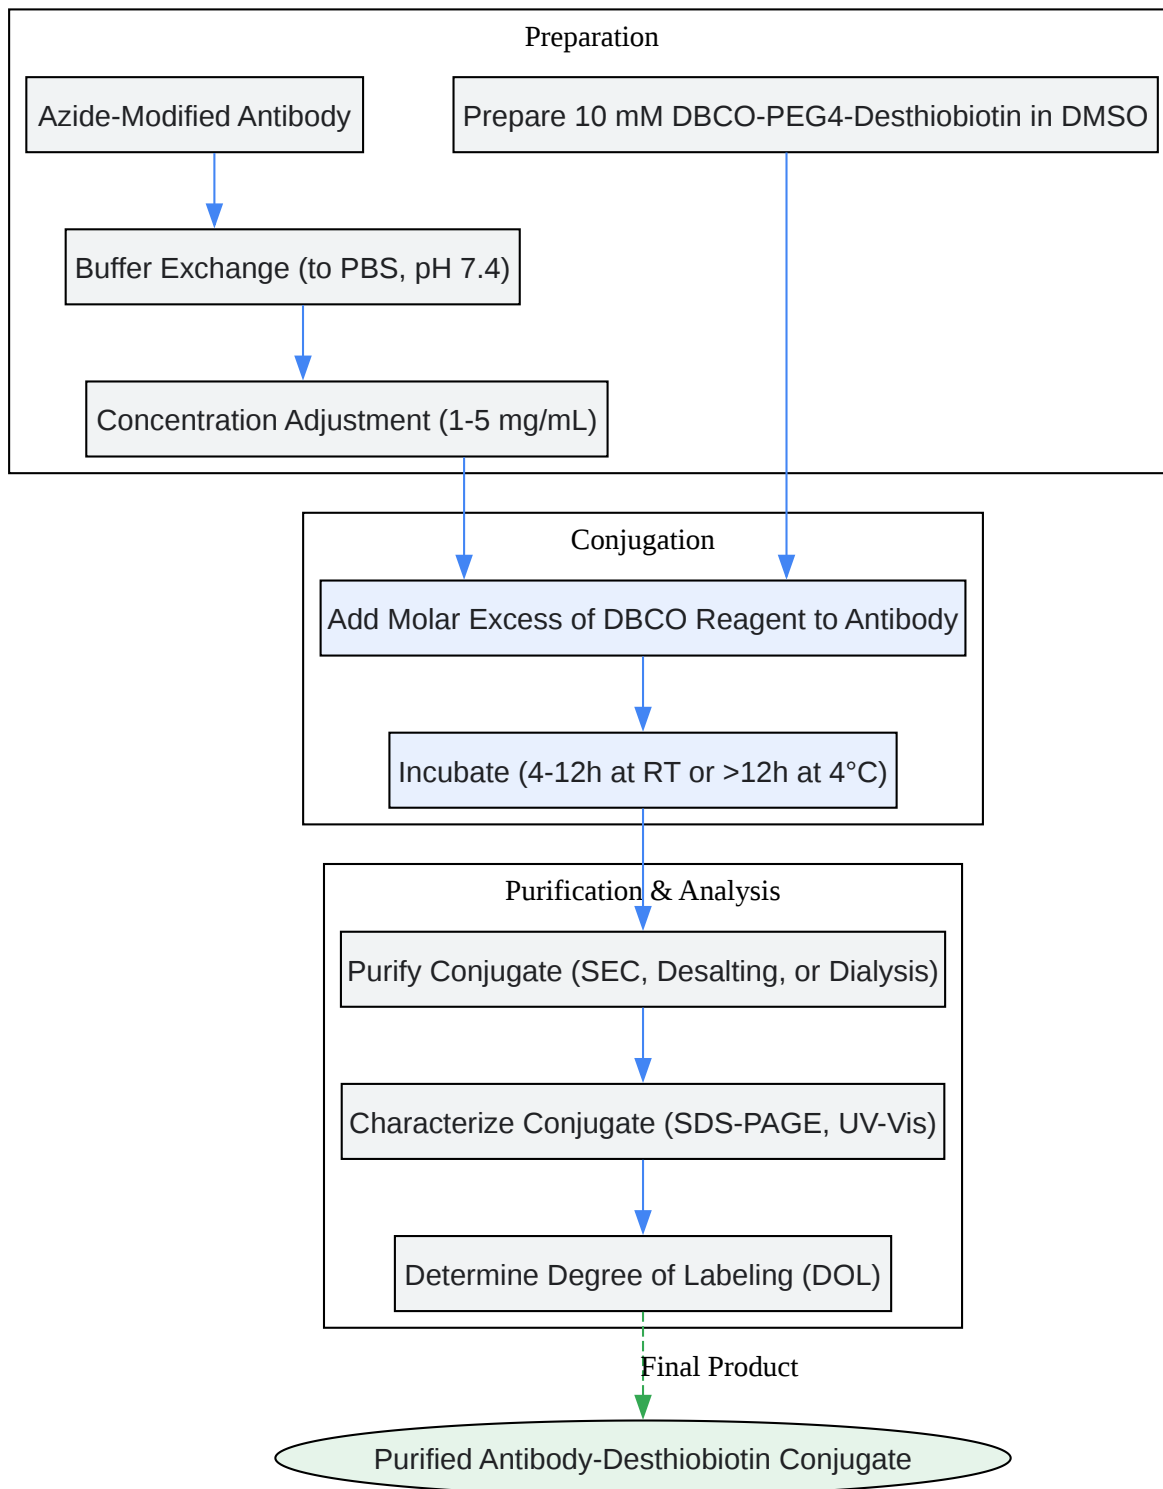 Preparation
Azide-Modified Antibody
Prepare 10 mM DBCO-PEG4-Desthiobiotin in DMSO
Buffer Exchange (to PBS, pH 7.4)
Concentration Adjustment (1-5 mg/mL)
Conjugation
Add Molar Excess of DBCO Reagent to Antibody
Incubate (4-12h at RT or >12h at 4°C)
Purification & Analysis
Purify Conjugate (SEC, Desalting, or Dialysis)
Characterize Conjugate (SDS-PAGE, UV-Vis)
Determine Degree of Labeling (DOL)
Final Product
Purified Antibody-Desthiobiotin Conjugate